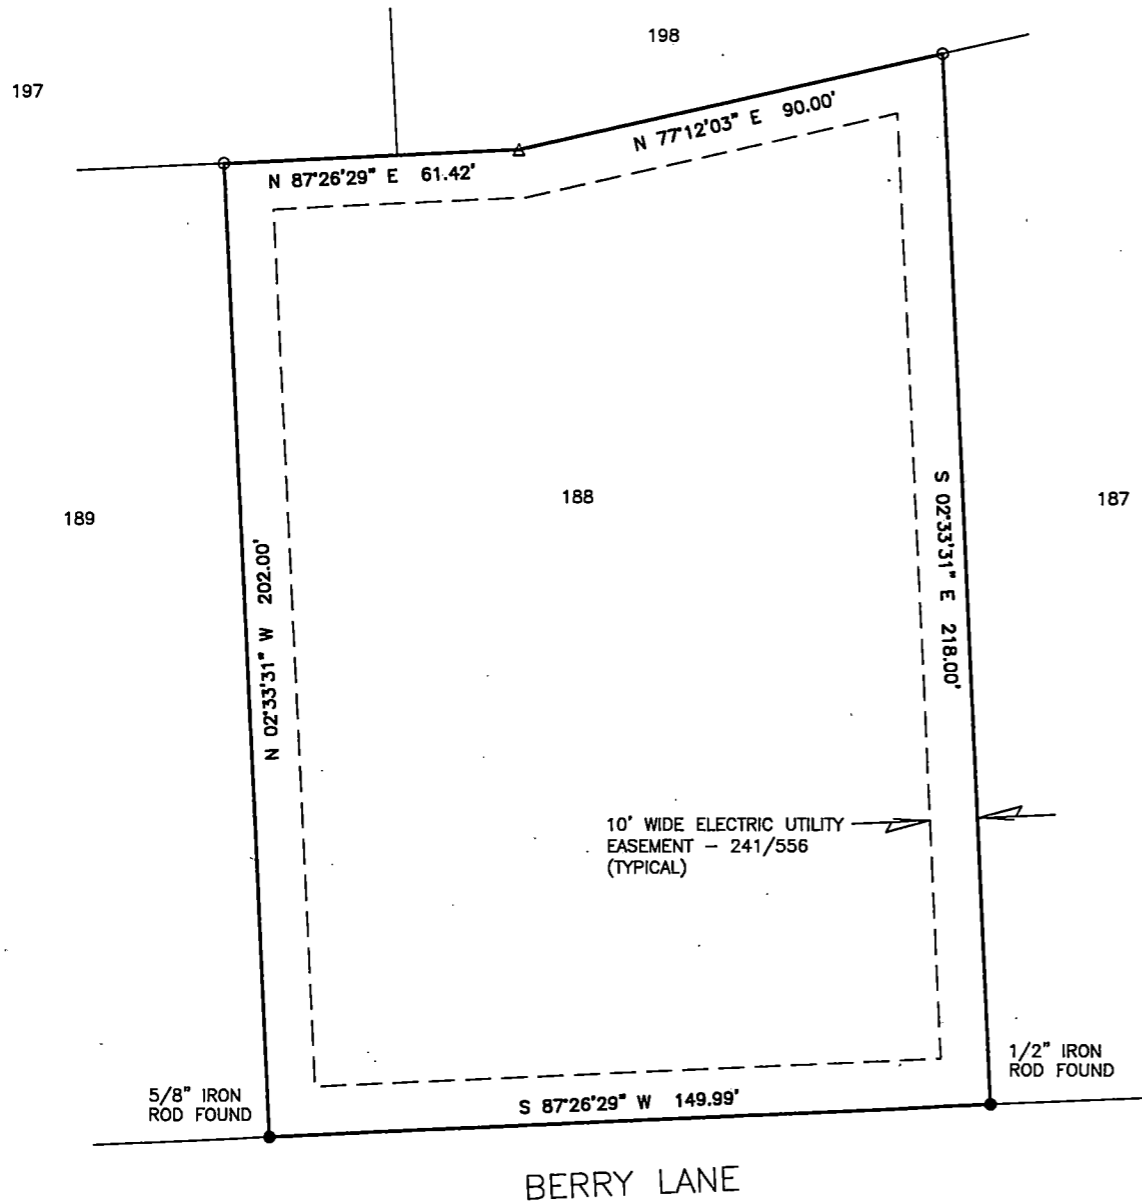 198
197
N 77°12'03" E 90.00'
N 87°26'29" E 61.42'
188
187
189
S 02°33'31" E 218.00'
N 02°33'31" W 202.00'
10' WIDE ELECTRIC UTILITY
EASEMENT - 241/556
(TYPICAL)
1/2" IRON
ROD FOUND
5/8" IRON
ROD FOUND
S 87°26'29" W 149.99'
BERRY LANE